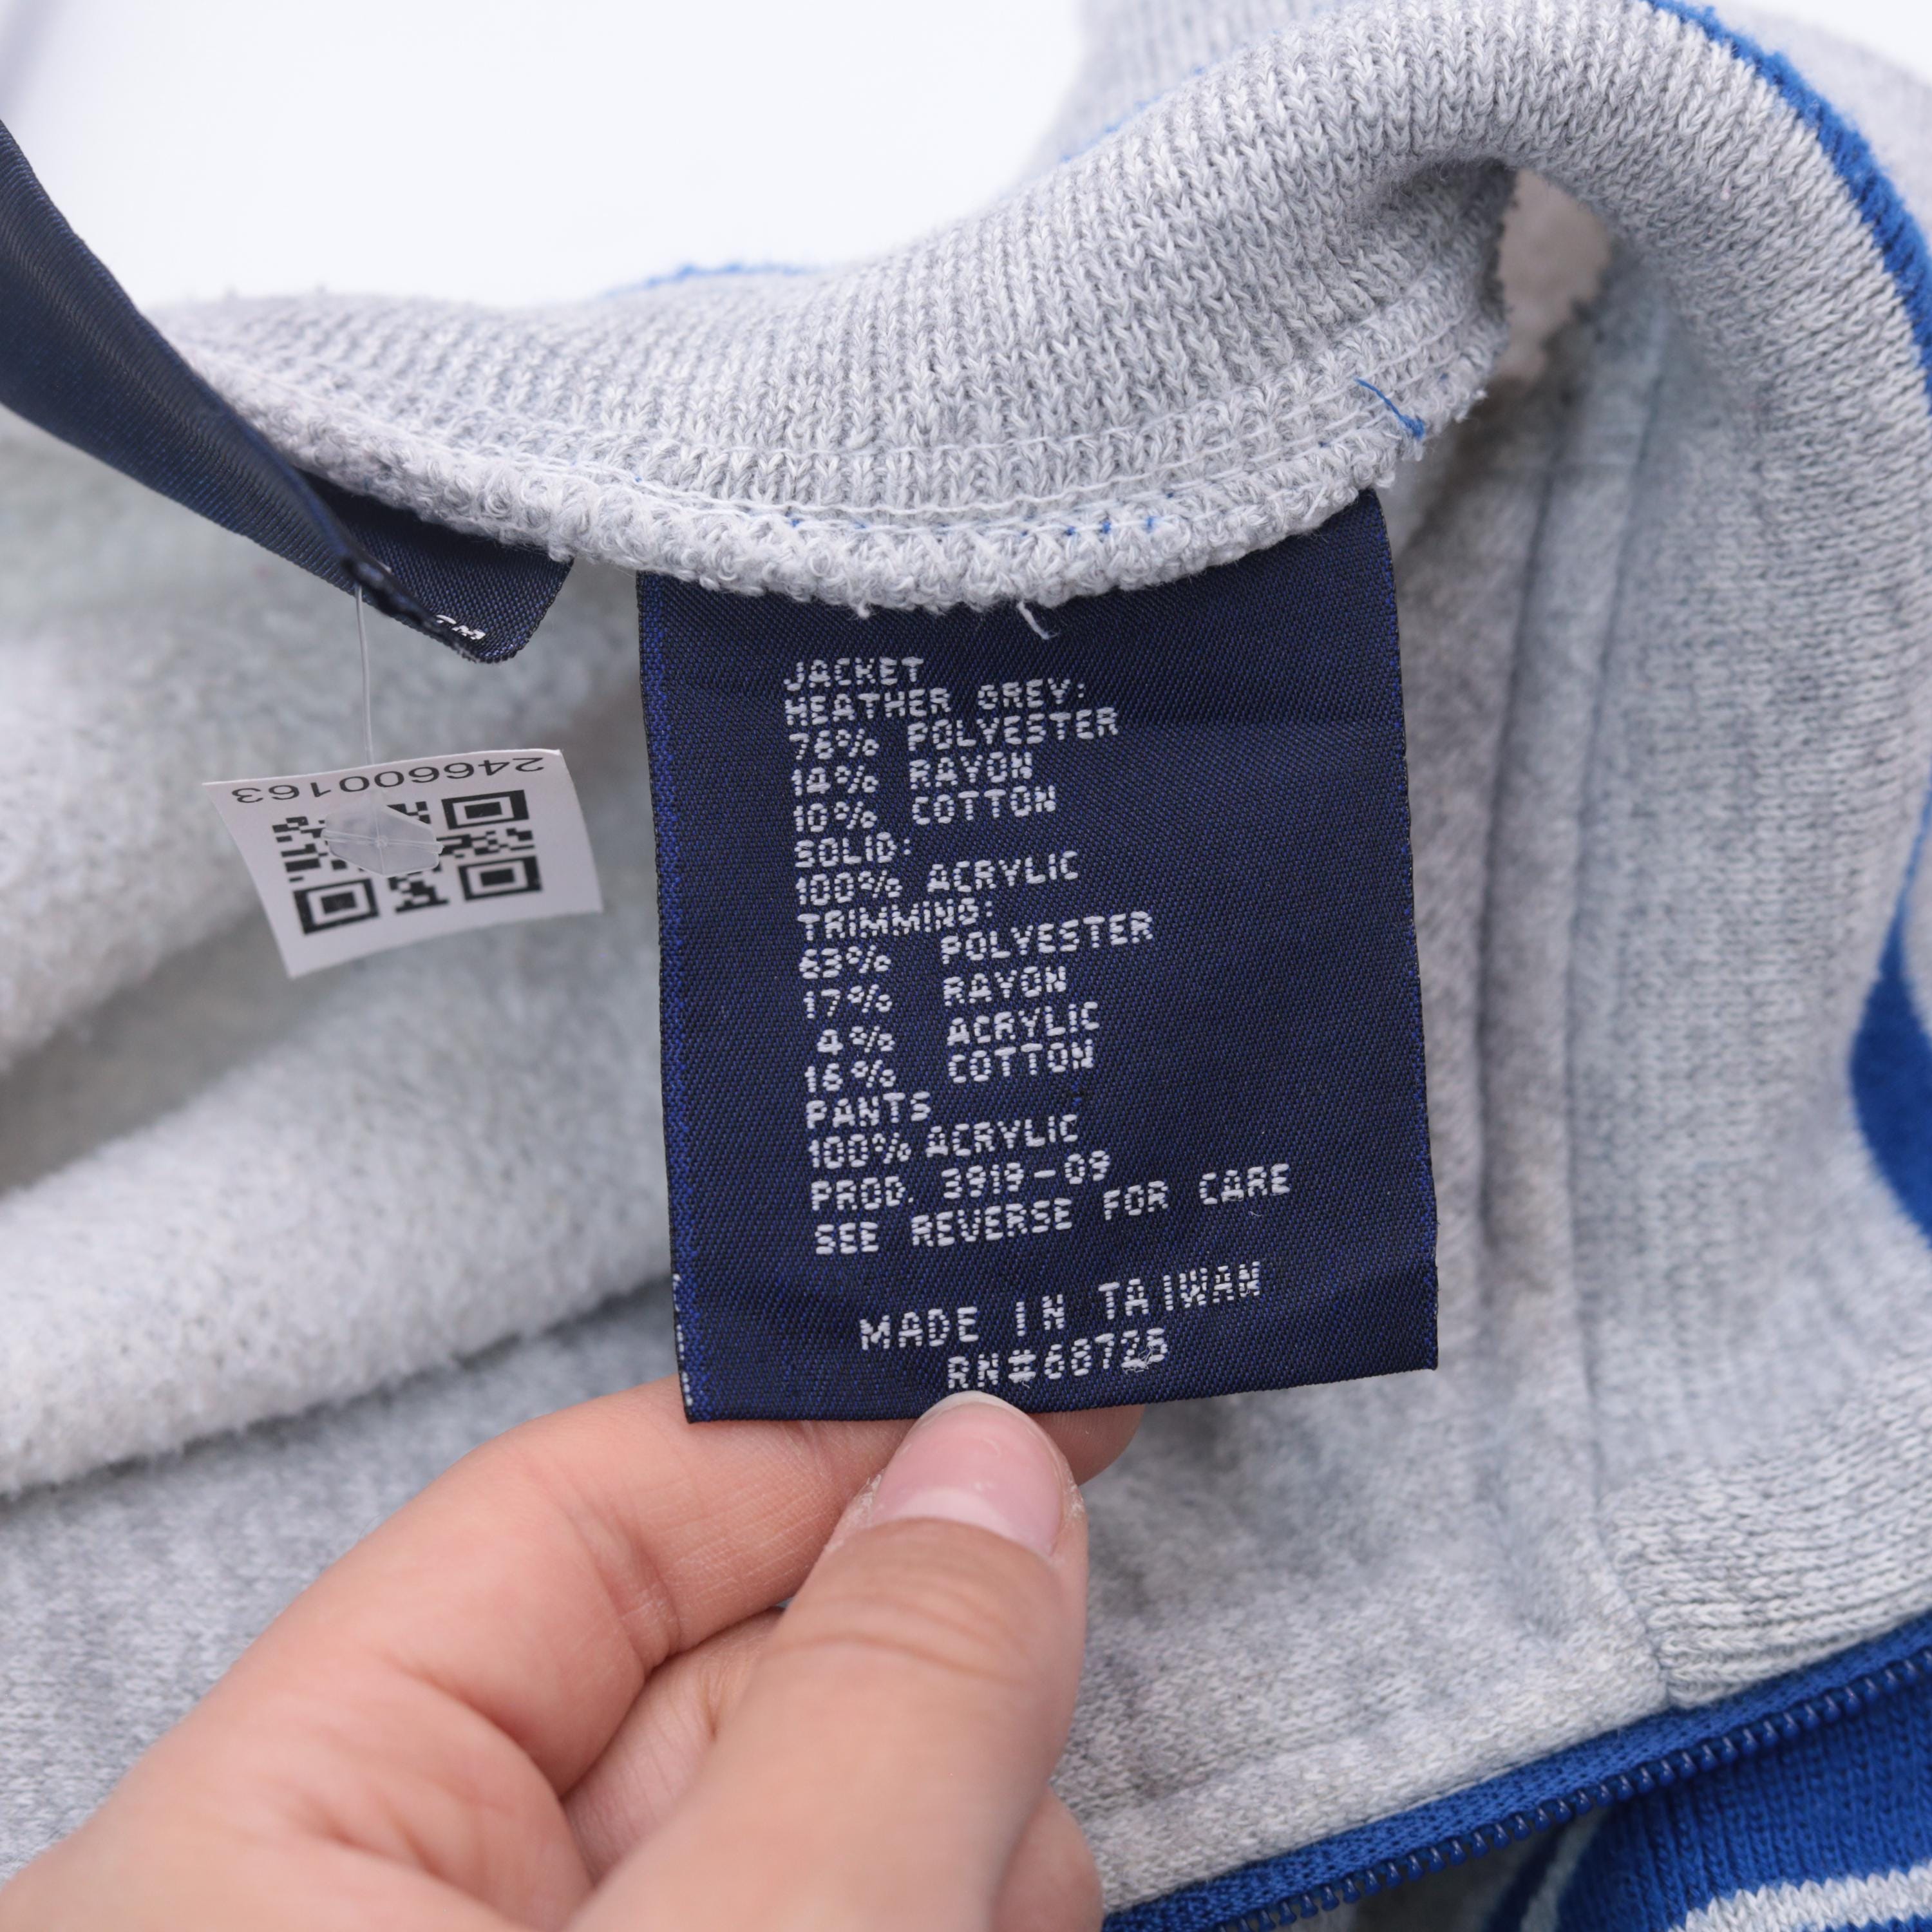 TM
246600163
JACKET
HEATHER GREY:
76% POLYESTER
14% RAYON
10% COTTON
SOLID:
100% ACRYLIC
TRIMMING:
63% POLYESTER
17% RAYON
4% ACRYLIC
16% COTTON
PANTS
100% ACRYLIC
PROD. 3919-09
SEE REVERSE FOR CARE
MADE IN TAIWAN
RN#68725